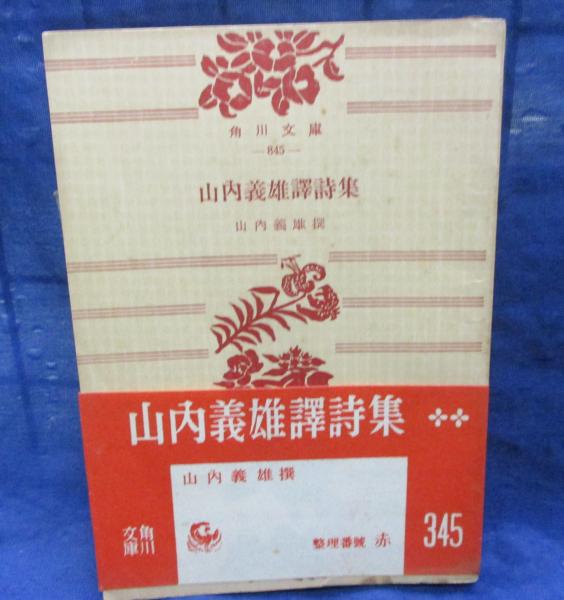 角川文庫
—845—
山内義雄譯詩集
山内義雄撰
山内義雄譯詩集
山内義雄撰
角川文庫
整理番號 赤
345